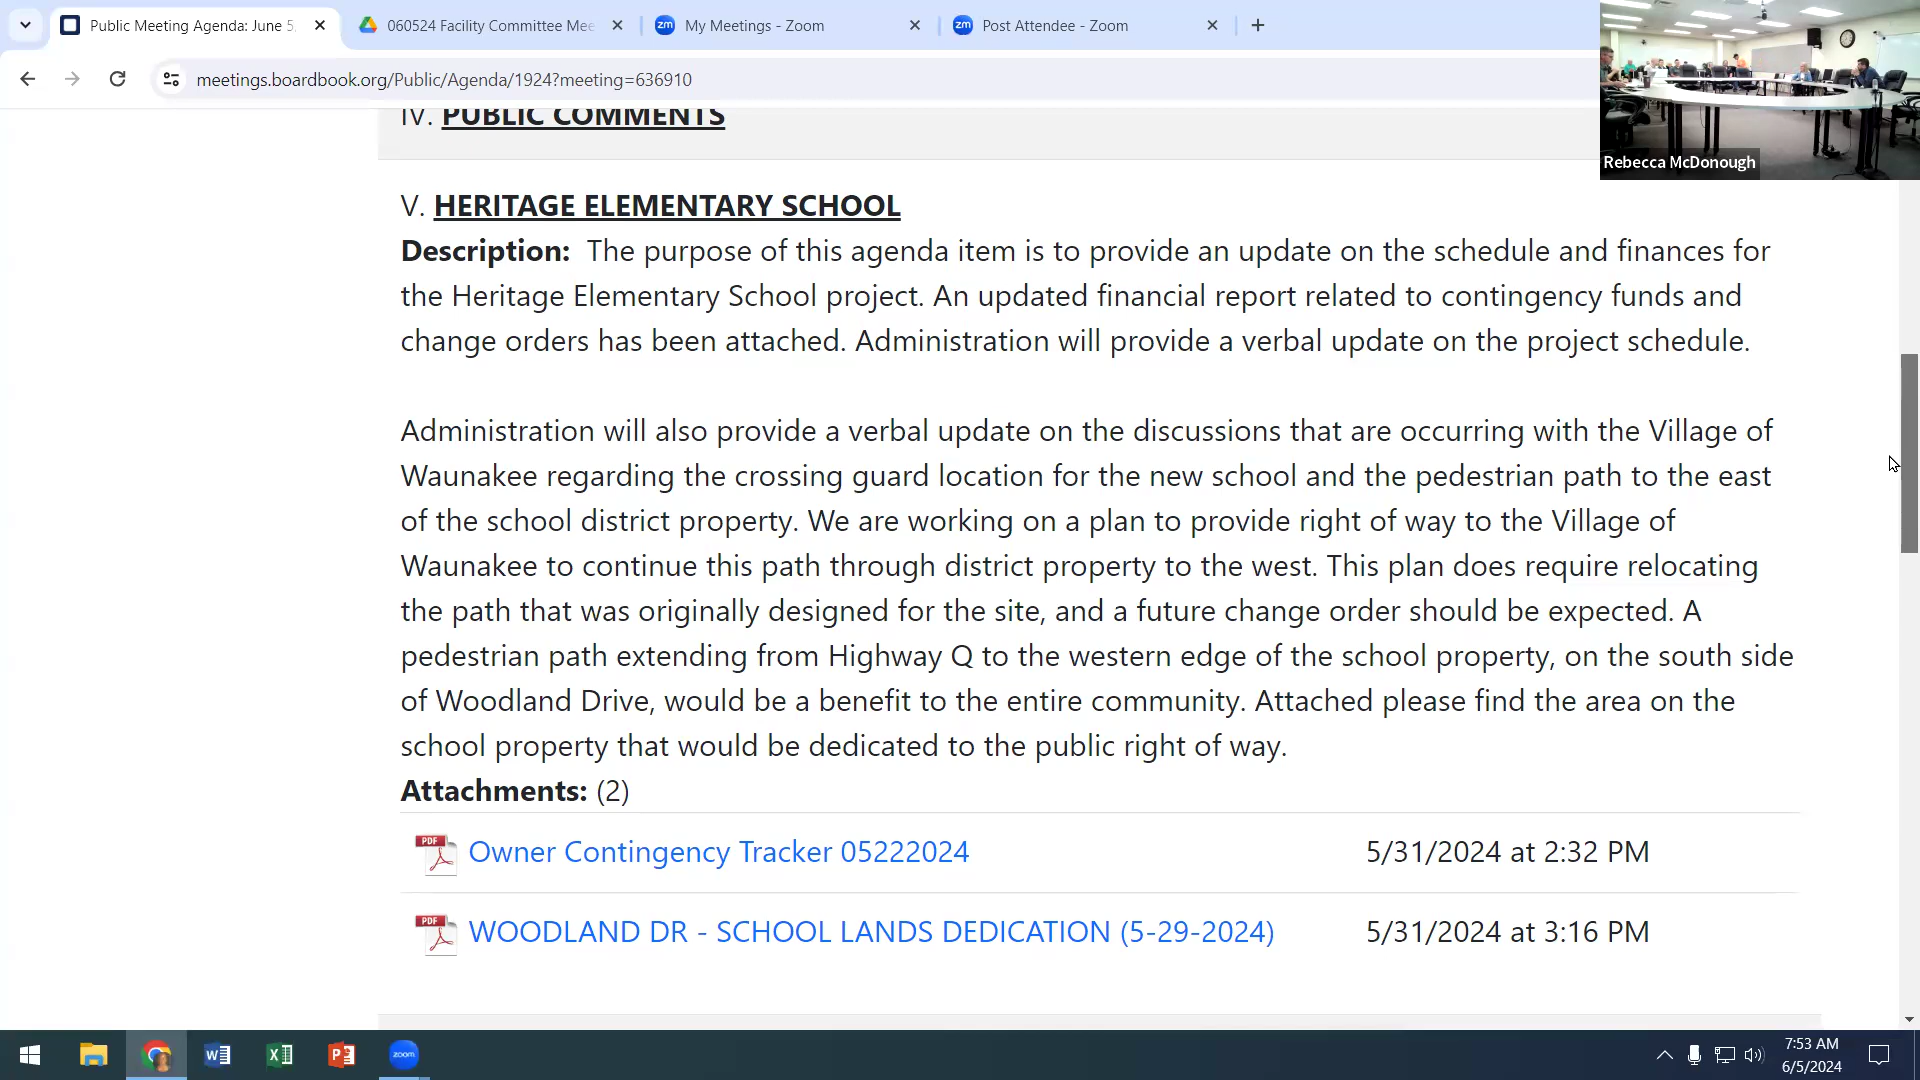 Public Meeting Agenda: June 5,
060524 Facility Committee Mee
zm
My Meetings - Zoom
zm
Post Attendee - Zoom
meetings.boardbook.org/Public/Agenda/1924?meeting=636910
Rebecca McDonough
IV. PUBLIC COMMENTS
V. HERITAGE ELEMENTARY SCHOOL
Description: The purpose of this agenda item is to provide an update on the schedule and finances for
the Heritage Elementary School project. An updated financial report related to contingency funds and
change orders has been attached. Administration will provide a verbal update on the project schedule.
Administration will also provide a verbal update on the discussions that are occurring with the Village of
Waunakee regarding the crossing guard location for the new school and the pedestrian path to the east
of the school district property. We are working on a plan to provide right of way to the Village of
Waunakee to continue this path through district property to the west. This plan does require relocating
the path that was originally designed for the site, and a future change order should be expected. A
pedestrian path extending from Highway Q to the western edge of the school property, on the south side
of Woodland Drive, would be a benefit to the entire community. Attached please find the area on the
school property that would be dedicated to the public right of way.
Attachments: (2)
PDF
Owner Contingency Tracker 05222024
5/31/2024 at 2:32 PM
PDF
WOODLAND DR - SCHOOL LANDS DEDICATION (5-29-2024)
5/31/2024 at 3:16 PM
zoom
7:53 AM
6/5/2024